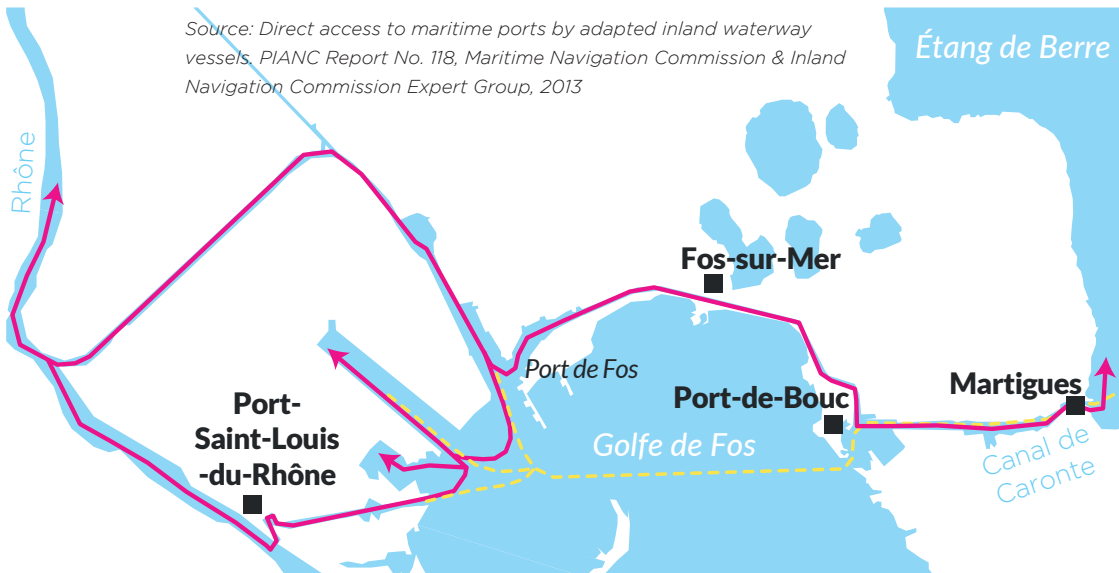 Source: Direct access to maritime ports by adapted inland waterway
vessels. PIANC Report No. 118, Maritime Navigation Commission & Inland
Navigation Commission Expert Group, 2013
Étang de Berre
Rhône
Fos-sur-Mer
Port de Fos
Port-de-Bouc
Martigues
Port-
Saint-Louis
-du-Rhône
Golfe de Fos
Canal de
Caronte